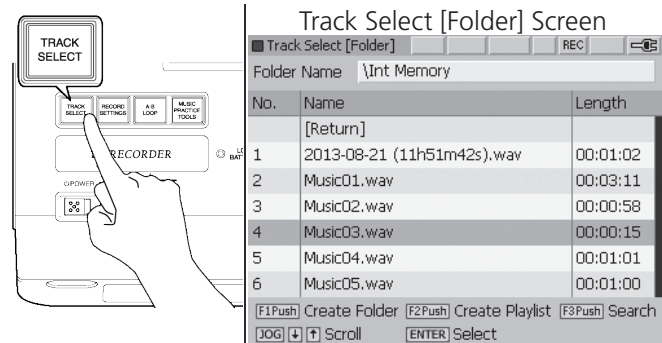 TRACK
SELECT
TRACK
SELECT
RECORD
SETTINGS
A-B
LOOP
MUSIC
PRACTICE
TOOLS
RECORDER
BAT
POWER
Track Select [Folder] Screen
Track Select [Folder] REC
Folder Name \Int Memory
No. Name Length
[Return]
1 2013-08-21 (11h51m42s).wav 00:01:02
2 Music01.wav 00:03:11
3 Music02.wav 00:00:58
4 Music03.wav 00:00:15
5 Music04.wav 00:01:01
6 Music05.wav 00:01:00
F1Push Create Folder F2Push Create Playlist F3Push Search
JOG ↓ ↑ Scroll ENTER Select